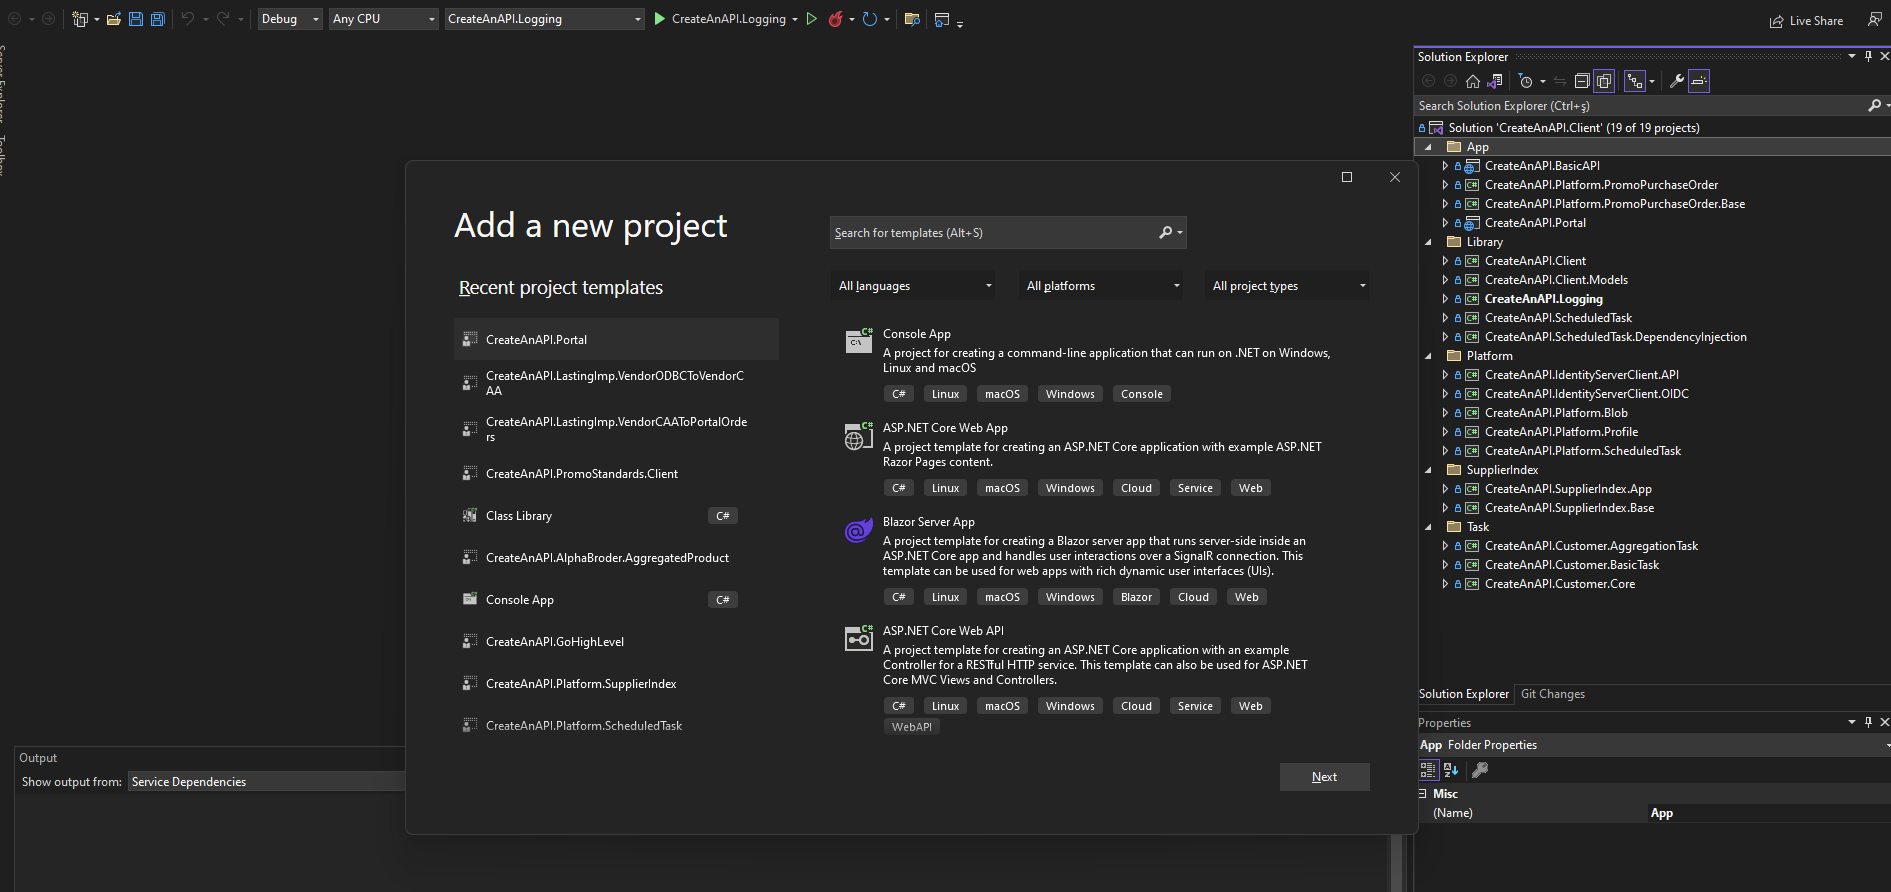 Debug
Any CPU
CreateAnAPI.Logging
CreateAnAPI.Logging
Live Share
Server Explorer
Toolbox
Add a new project
Search for templates (Alt+S)
Recent project templates
All languages
All platforms
All project types
CreateAnAPI.Portal
CreateAnAPI.LastingImp.VendorODBCToVendorC
AA
CreateAnAPI.LastingImp.VendorCAAToPortalOrde
rs
CreateAnAPI.PromoStandards.Client
Class Library
C#
CreateAnAPI.AlphaBroder.AggregatedProduct
Console App
C#
CreateAnAPI.GoHighLevel
CreateAnAPI.Platform.SupplierIndex
CreateAnAPI.Platform.ScheduledTask
Console App
A project for creating a command-line application that can run on .NET on Windows,
Linux and macOS
C# Linux macOS Windows Console
ASP.NET Core Web App
A project template for creating an ASP.NET Core application with example ASP.NET
Razor Pages content.
C# Linux macOS Windows Cloud Service Web
Blazor Server App
A project template for creating a Blazor server app that runs server-side inside an
ASP.NET Core app and handles user interactions over a SignalR connection. This
template can be used for web apps with rich dynamic user interfaces (UIs).
C# Linux macOS Windows Blazor Cloud Web
ASP.NET Core Web API
A project template for creating an ASP.NET Core application with an example
Controller for a RESTful HTTP service. This template can also be used for ASP.NET
Core MVC Views and Controllers.
C# Linux macOS Windows Cloud Service Web
WebAPI
Next
Output
Show output from: Service Dependencies
Solution Explorer
Search Solution Explorer (Ctrl+ş)
Solution 'CreateAnAPI.Client' (19 of 19 projects)
App
CreateAnAPI.BasicAPI
CreateAnAPI.Platform.PromoPurchaseOrder
CreateAnAPI.Platform.PromoPurchaseOrder.Base
CreateAnAPI.Portal
Library
CreateAnAPI.Client
CreateAnAPI.Client.Models
CreateAnAPI.Logging
CreateAnAPI.ScheduledTask
CreateAnAPI.ScheduledTask.DependencyInjection
Platform
CreateAnAPI.IdentityServerClient.API
CreateAnAPI.IdentityServerClient.OIDC
CreateAnAPI.Platform.Blob
CreateAnAPI.Platform.Profile
CreateAnAPI.Platform.ScheduledTask
SupplierIndex
CreateAnAPI.SupplierIndex.App
CreateAnAPI.SupplierIndex.Base
Task
CreateAnAPI.Customer.AggregationTask
CreateAnAPI.Customer.BasicTask
CreateAnAPI.Customer.Core
Solution Explorer Git Changes
Properties
App Folder Properties
Misc
(Name) App